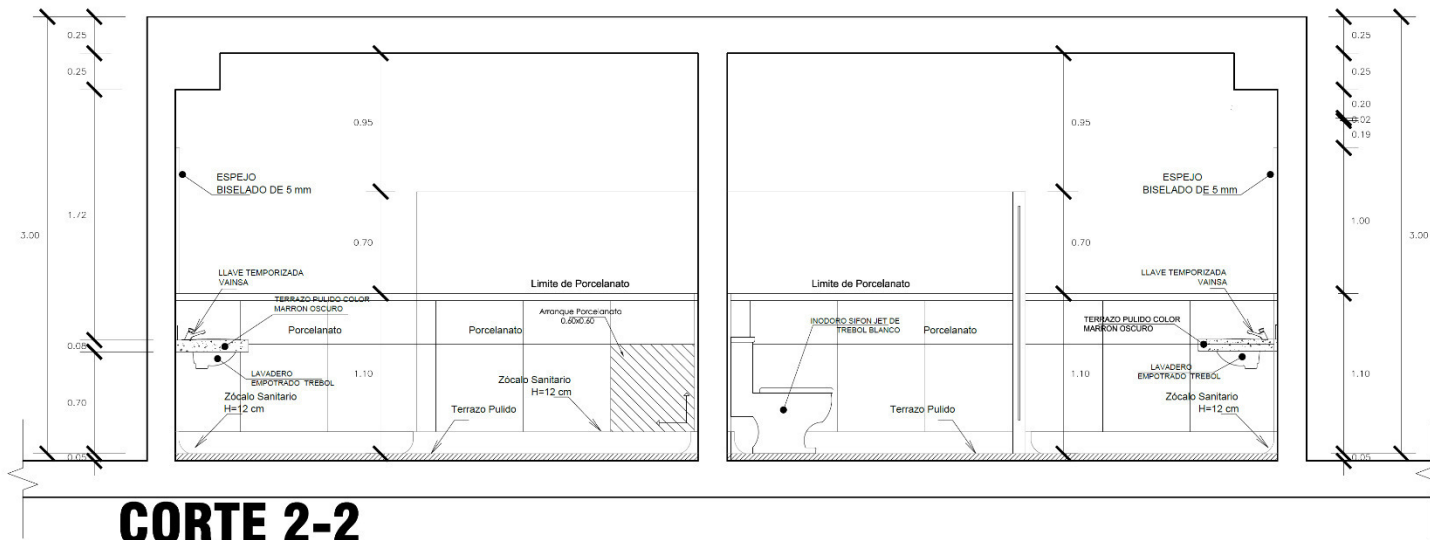 0.25
0.25
0.25
0.25
0.20
0.02
0.19
0.95
0.95
ESPEJO
BISELADO DE 5 mm
ESPEJO
BISELADO DE 5 mm
1.72
1.00
3.00
3.00
0.70
0.70
LLAVE TEMPORIZADA
VAINSA
LLAVE TEMPORIZADA
VAINSA
Limite de Porcelanato
Limite de Porcelanato
TERRAZO PULIDO COLOR
MARRON OSCURO
Arranque Porcelanato
0.60x0.60
INODORO SIFON JET DE
TREBOL BLANCO
TERRAZO PULIDO COLOR
MARRON OSCURO
Porcelanato
Porcelanato
Porcelanato
0.08
LAVADERO
EMPOTRADO TREBOL
1.10
1.10
LAVADERO
EMPOTRADO TREBOL
1.10
Zócalo Sanitario
H=12 cm
Zócalo Sanitario
H=12 cm
Zócalo Sanitario
H=12 cm
0.70
Terrazo Pulido
Terrazo Pulido
0.05
0.05
CORTE 2-2